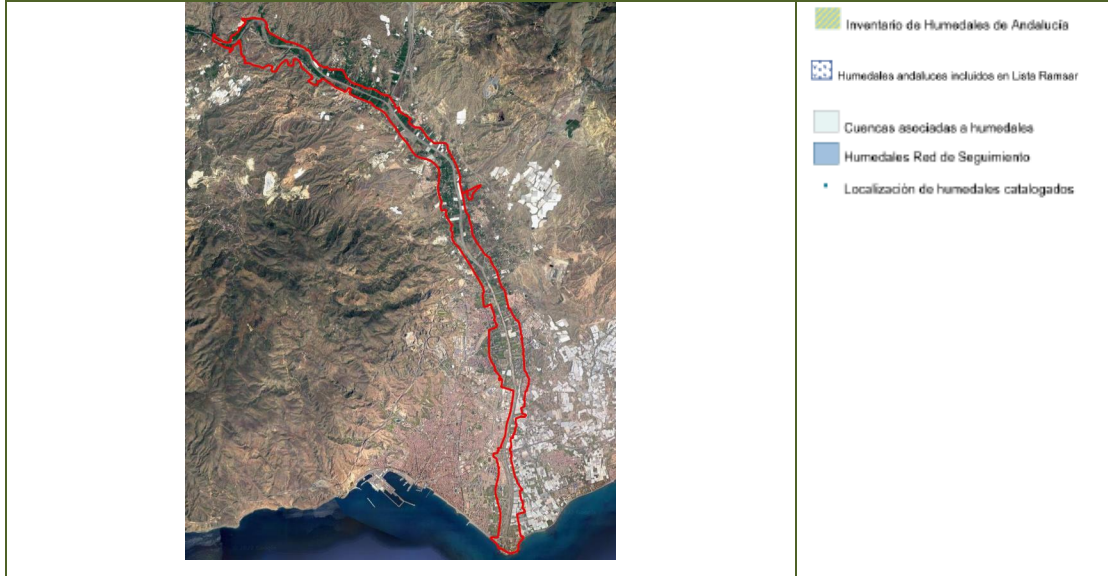 Inventario de Humedales de Andalucía
Humedales andaluces incluidos en Lista Ramsar
Cuencas asociadas a humedales
Humedales Red de Seguimiento
Localización de humedales catalogados